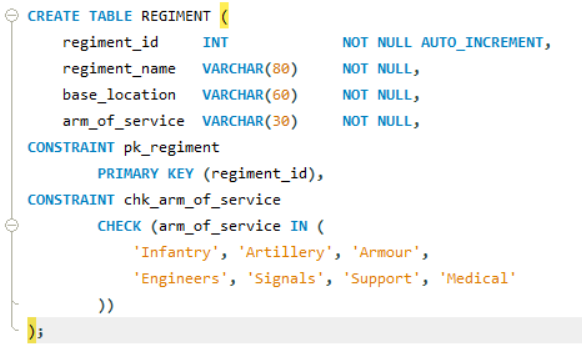 CREATE TABLE REGIMENT (
regiment_id INT NOT NULL AUTO_INCREMENT,
regiment_name VARCHAR(80) NOT NULL,
base_location VARCHAR(60) NOT NULL,
arm_of_service VARCHAR(30) NOT NULL,
CONSTRAINT pk_regiment
PRIMARY KEY (regiment_id),
CONSTRAINT chk_arm_of_service
CHECK (arm_of_service IN (
'Infantry', 'Artillery', 'Armour',
'Engineers', 'Signals', 'Support', 'Medical'
))
);